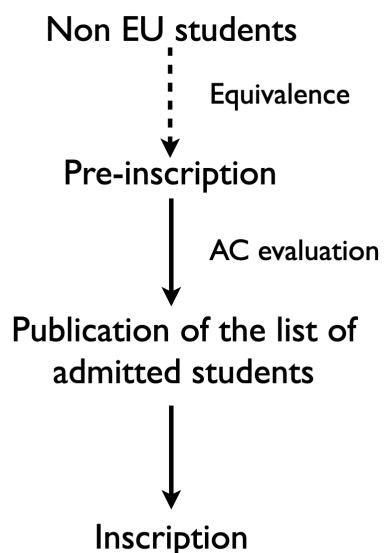 Non EU students
Equivalence
Pre-inscription
AC evaluation
Publication of the list of
admitted students
Inscription